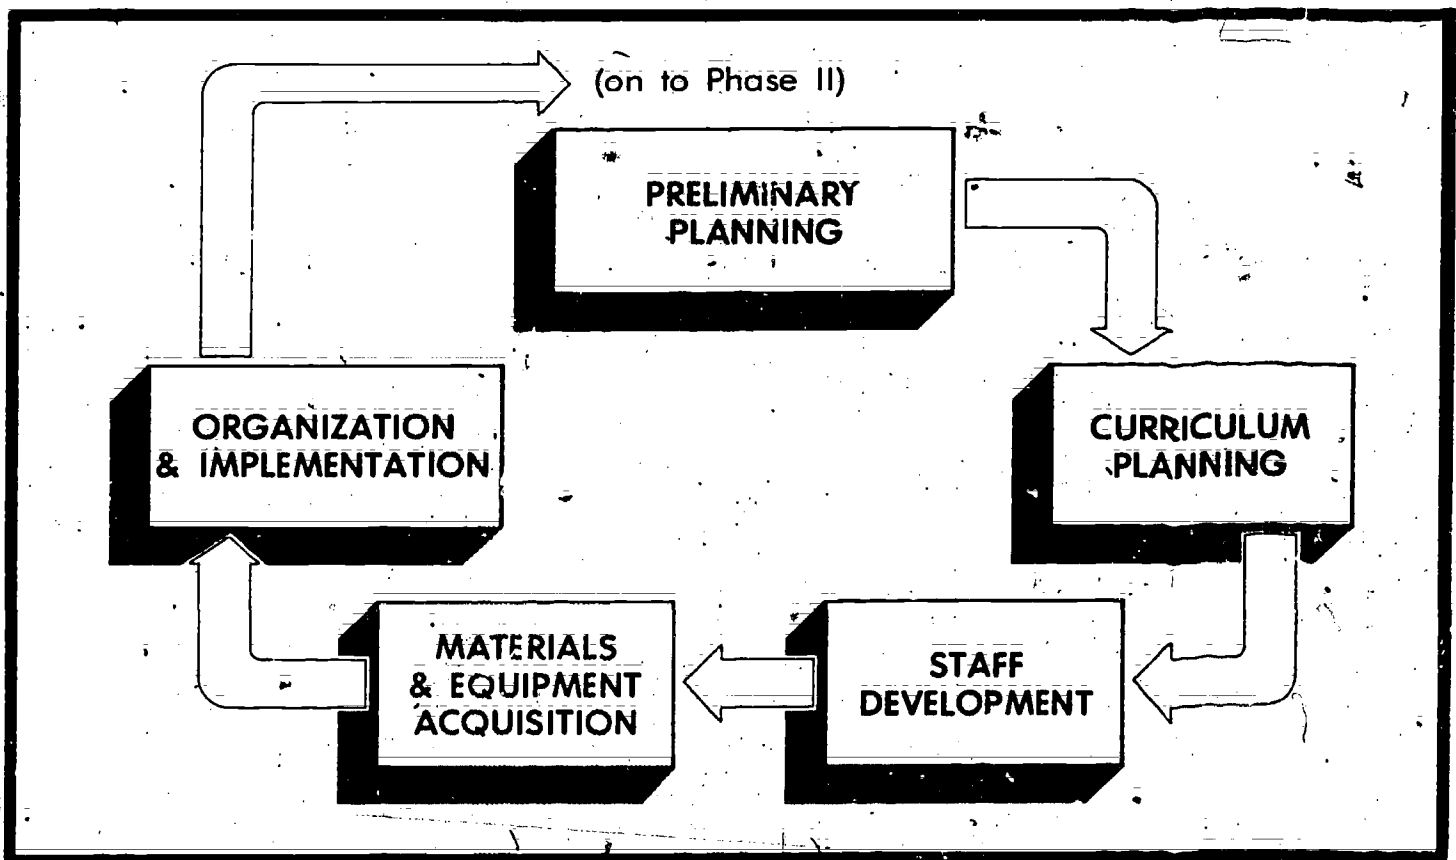 (on to Phase II)
PRELIMINARY
PLANNING
CURRICULUM
PLANNING
STAFF
DEVELOPMENT
MATERIALS
& EQUIPMENT
ACQUISITION
ORGANIZATION
& IMPLEMENTATION